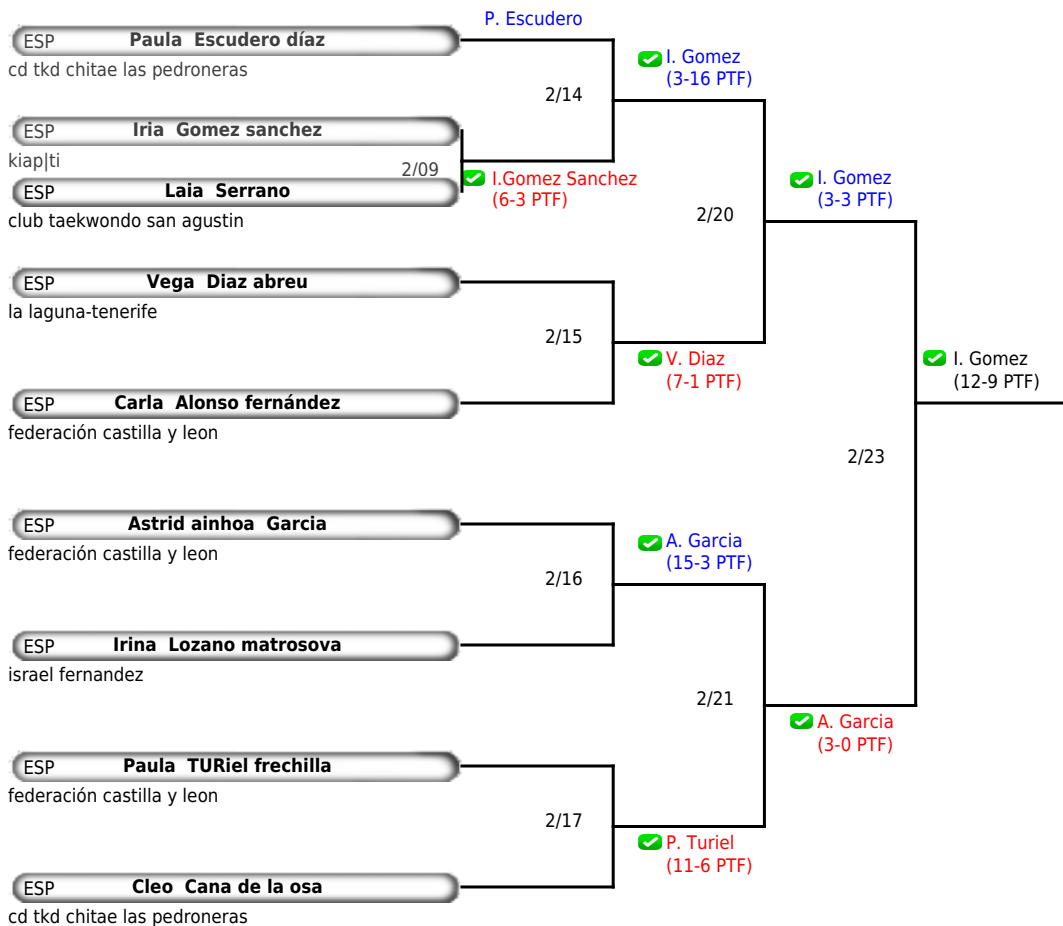 P. Escudero
ESP Paula Escudero díaz
cd tkd chitae las pedroneras
I. Gomez
(3-16 PTF)
2/14
ESP Iria Gomez sanchez
kiap|ti
2/09
I.Gomez Sanchez
(6-3 PTF)
ESP Laia Serrano
club taekwondo san agustin
I. Gomez
(3-3 PTF)
2/20
ESP Vega Diaz abreu
la laguna-tenerife
2/15
V. Diaz
(7-1 PTF)
I. Gomez
(12-9 PTF)
ESP Carla Alonso fernández
federación castilla y leon
2/23
ESP Astrid ainhoa Garcia
federación castilla y leon
A. Garcia
(15-3 PTF)
2/16
ESP Irina Lozano matrosova
israel fernandez
2/21
A. Garcia
(3-0 PTF)
ESP Paula TURiel frechilla
federación castilla y leon
2/17
P. Turiel
(11-6 PTF)
ESP Cleo Cana de la osa
cd tkd chitae las pedroneras